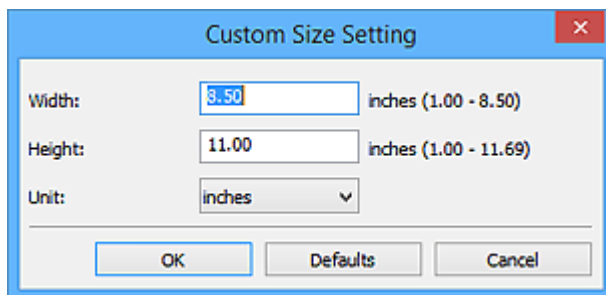 Custom Size Setting
Width: 8.50 inches (1.00 - 8.50)
Height: 11.00 inches (1.00 - 11.69)
Unit: inches
OK Defaults Cancel